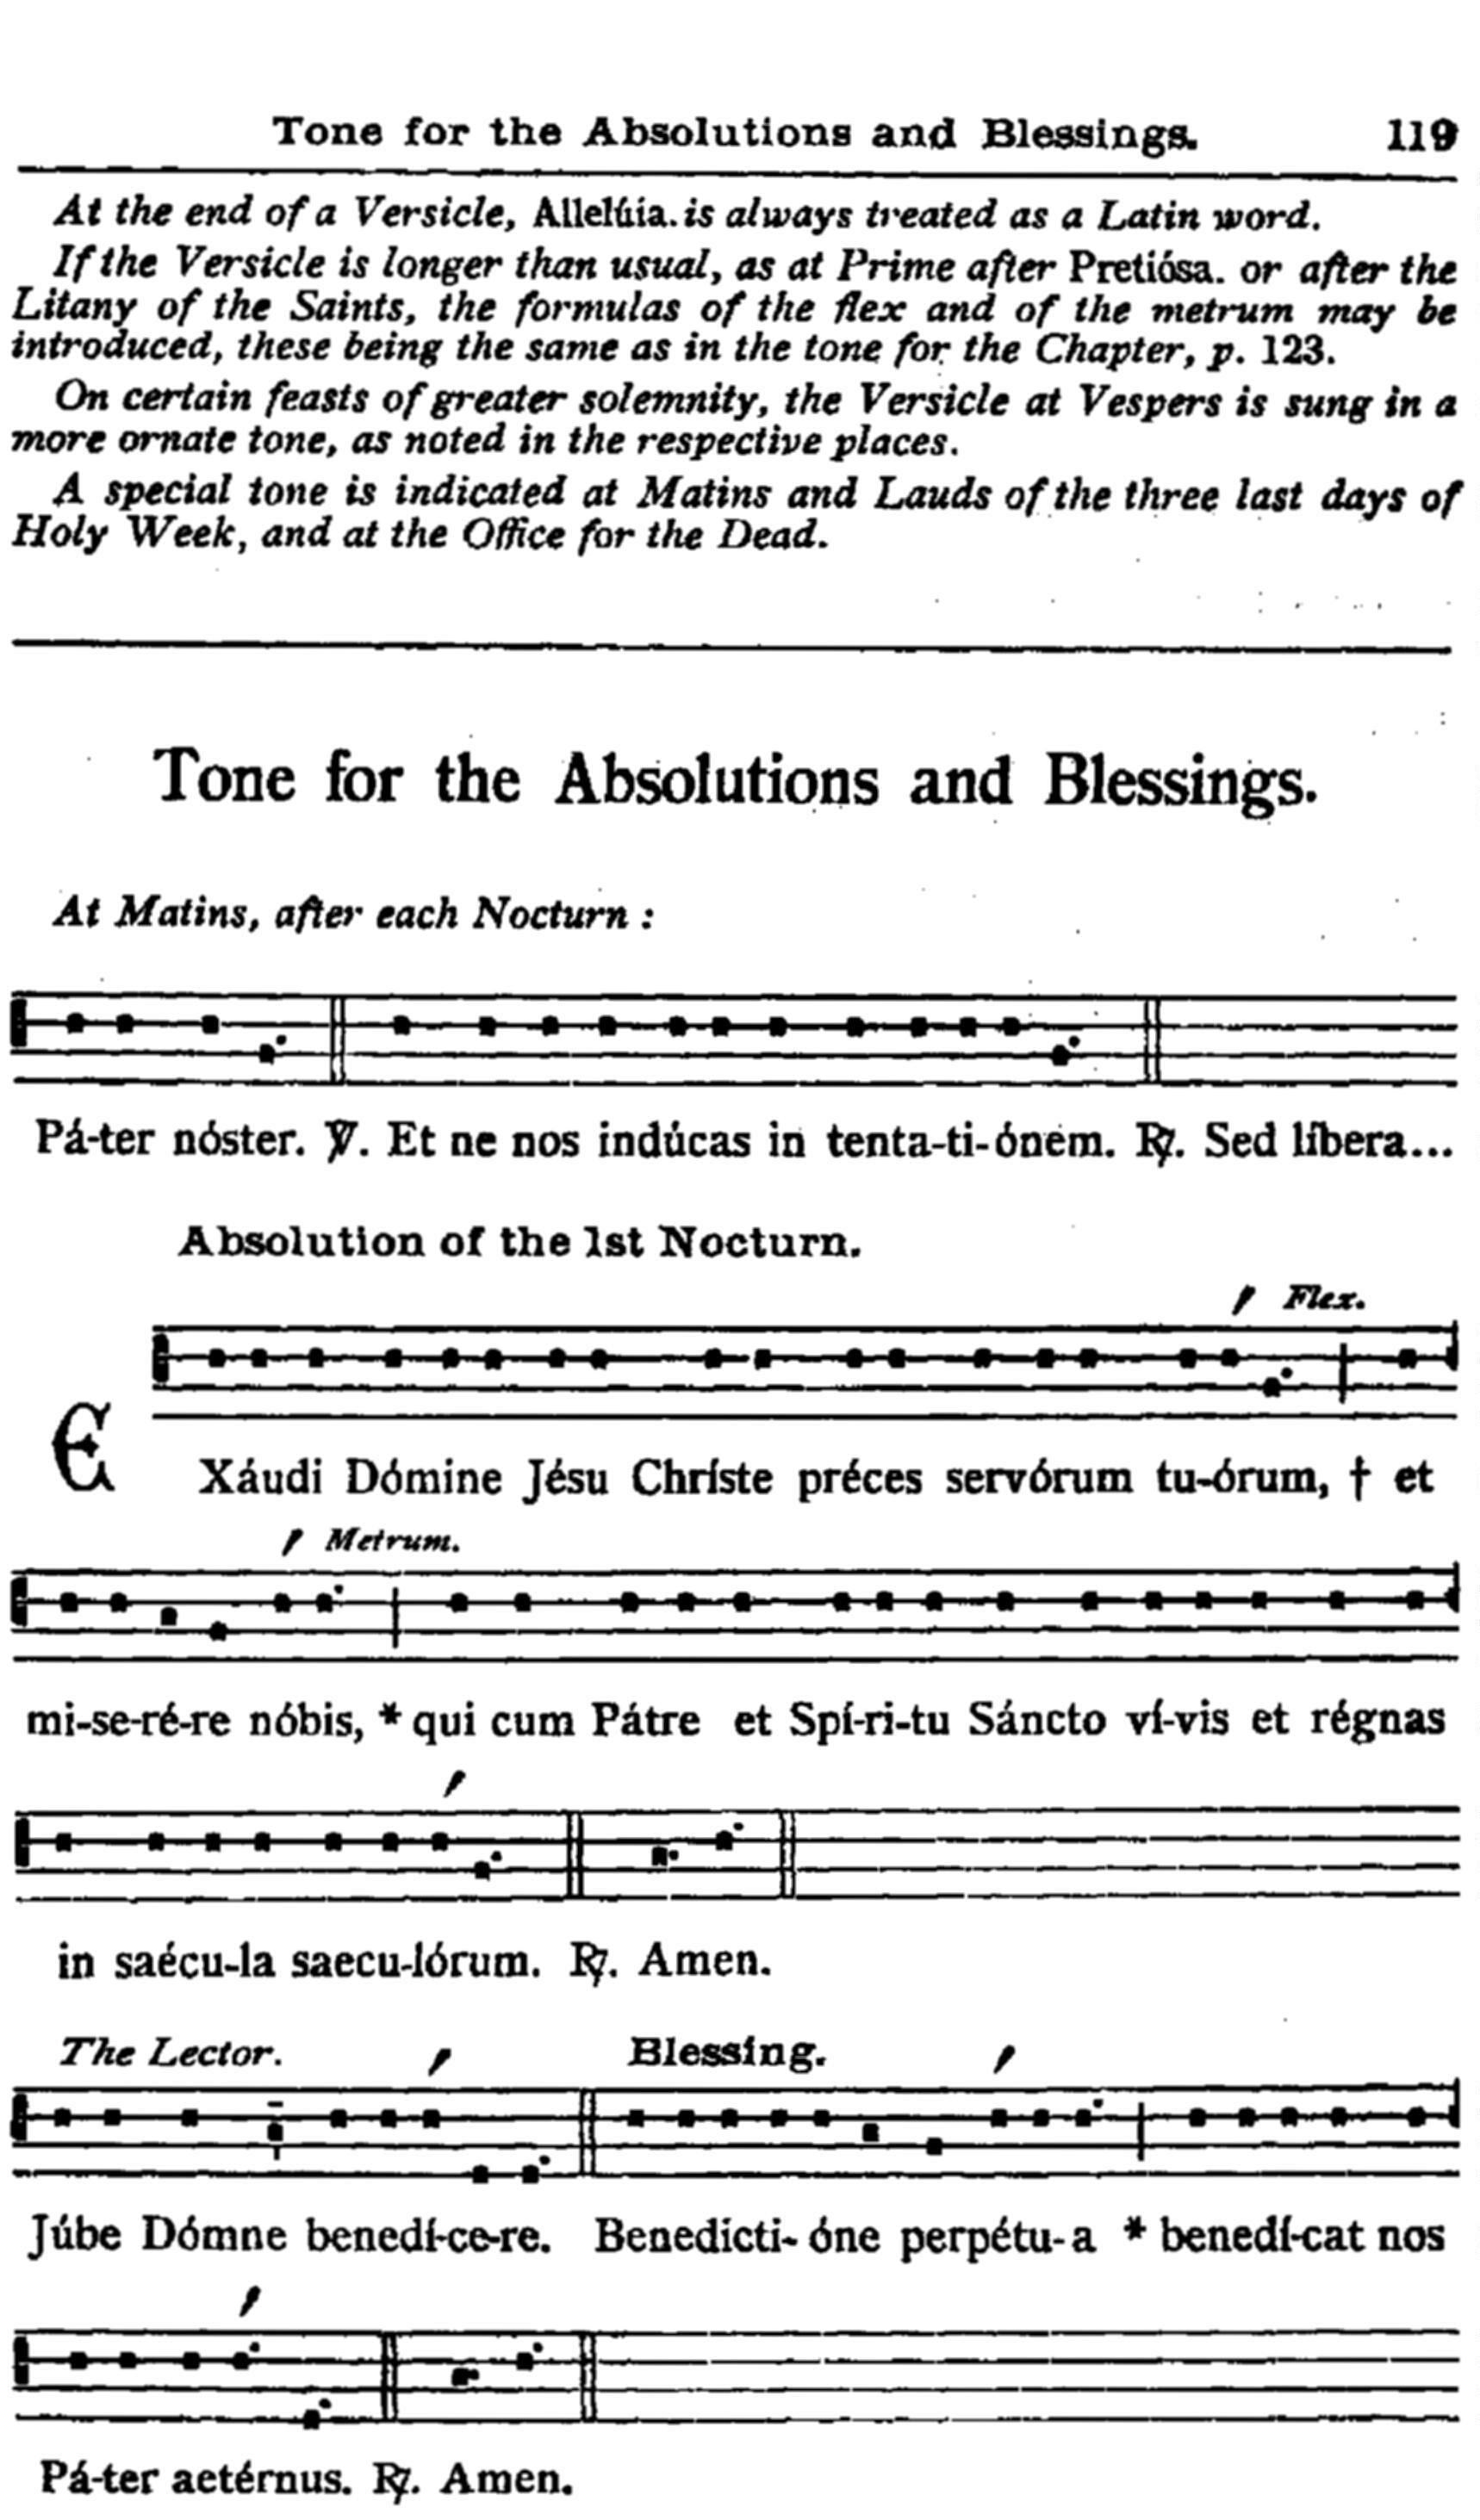 Tone for the Absolutions and Blessings. 119
At the end of a Versicle, Allelúia. is always treated as a Latin word.
If the Versicle is longer than usual, as at Prime after Pretiósa. or after the
Litany of the Saints, the formulas of the flex and of the metrum may be
introduced, these being the same as in the tone for the Chapter, p. 123.
On certain feasts of greater solemnity, the Versicle at Vespers is sung in a
more ornate tone, as noted in the respective places.
A special tone is indicated at Matins and Lauds of the three last days of
Holy Week, and at the Office for the Dead.
Tone for the Absolutions and Blessings.
At Matins, after each Nocturn :
Pá-ter nóster. ℣. Et ne nos indúcas in tenta-ti-ónem. ℟. Sed líbera...
Absolution of the 1st Nocturn.
Flex.
EXáudi Dómine Jésu Chríste préces servórum tu-órum, † et
Metrum.
mi-se-ré-re nóbis, * qui cum Pátre et Spí-ri-tu Sáncto ví-vis et régnas
in saécu-la saecu-lórum. ℟. Amen.
The Lector. Blessing.
Júbe Dómne benedí-ce-re. Benedicti- óne perpétu- a * benedí-cat nos
Pá-ter aetérnus. ℟. Amen.